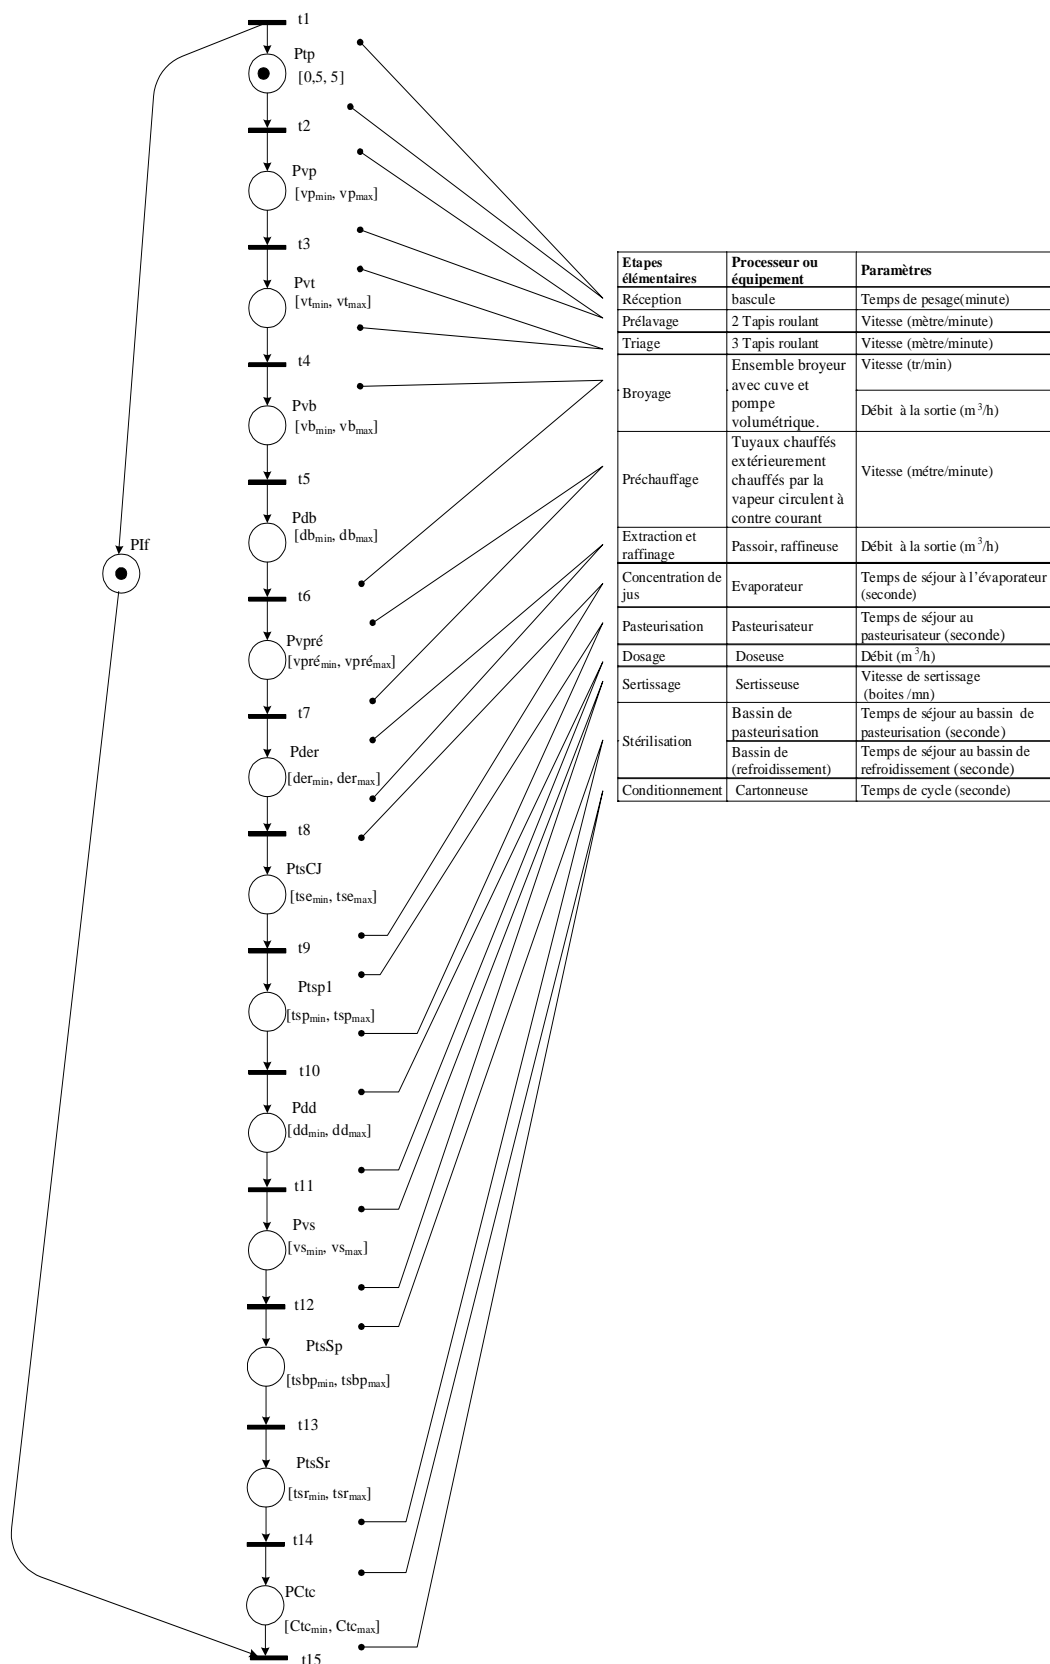 t1
Ptp
[0,5, 5]
t2
Pvp
[vpmin, vpmax]
t3
Pvt
[vtmin, vtmax]
t4
Pvb
[vbmin, vbmax]
t5
Pdb
[dbmin, dbmax]
PIf
t6
Pvpré
[vprémin, vprémax]
t7
Pder
[dermin, dermax]
t8
PtsCJ
[tsemin, tsemax]
t9
Ptsp1
[tspmin, tspmax]
t10
Pdd
[ddmin, ddmax]
t11
Pvs
[vsmin, vsmax]
t12
PtsSp
[tsbpmin, tsbpmax]
t13
PtsSr
[tsrmin, tsrmax]
t14
PCtc
[Ctcmin, Ctcmax]
t15
Etapes
élémentaires
Processeur ou
équipement
Paramètres
Réception
bascule
Temps de pesage(minute)
Prélavage
2 Tapis roulant
Vitesse (mètre/minute)
Triage
3 Tapis roulant
Vitesse (mètre/minute)
Broyage
Ensemble broyeur
avec cuve et
pompe
volumétrique.
Vitesse (tr/min)
Débit à la sortie (m³/h)
Préchauffage
Tuyaux chauffés
extérieurement
chauffés par la
vapeur circulent à
contre courant
Vitesse (métre/minute)
Extraction et
raffinage
Passoir, raffineuse
Débit à la sortie (m³/h)
Concentration de
jus
Evaporateur
Temps de séjour à l'évaporateur
(seconde)
Pasteurisation
Pasteurisateur
Temps de séjour au
pasteurisateur (seconde)
Dosage
Doseuse
Débit (m³/h)
Sertissage
Sertisseuse
Vitesse de sertissage
(boites /mn)
Stérilisation
Bassin de
pasteurisation
Temps de séjour au bassin de
pasteurisation (seconde)
Bassin de
(refroidissement)
Temps de séjour au bassin de
refroidissement (seconde)
Conditionnement
Cartonneuse
Temps de cycle (seconde)